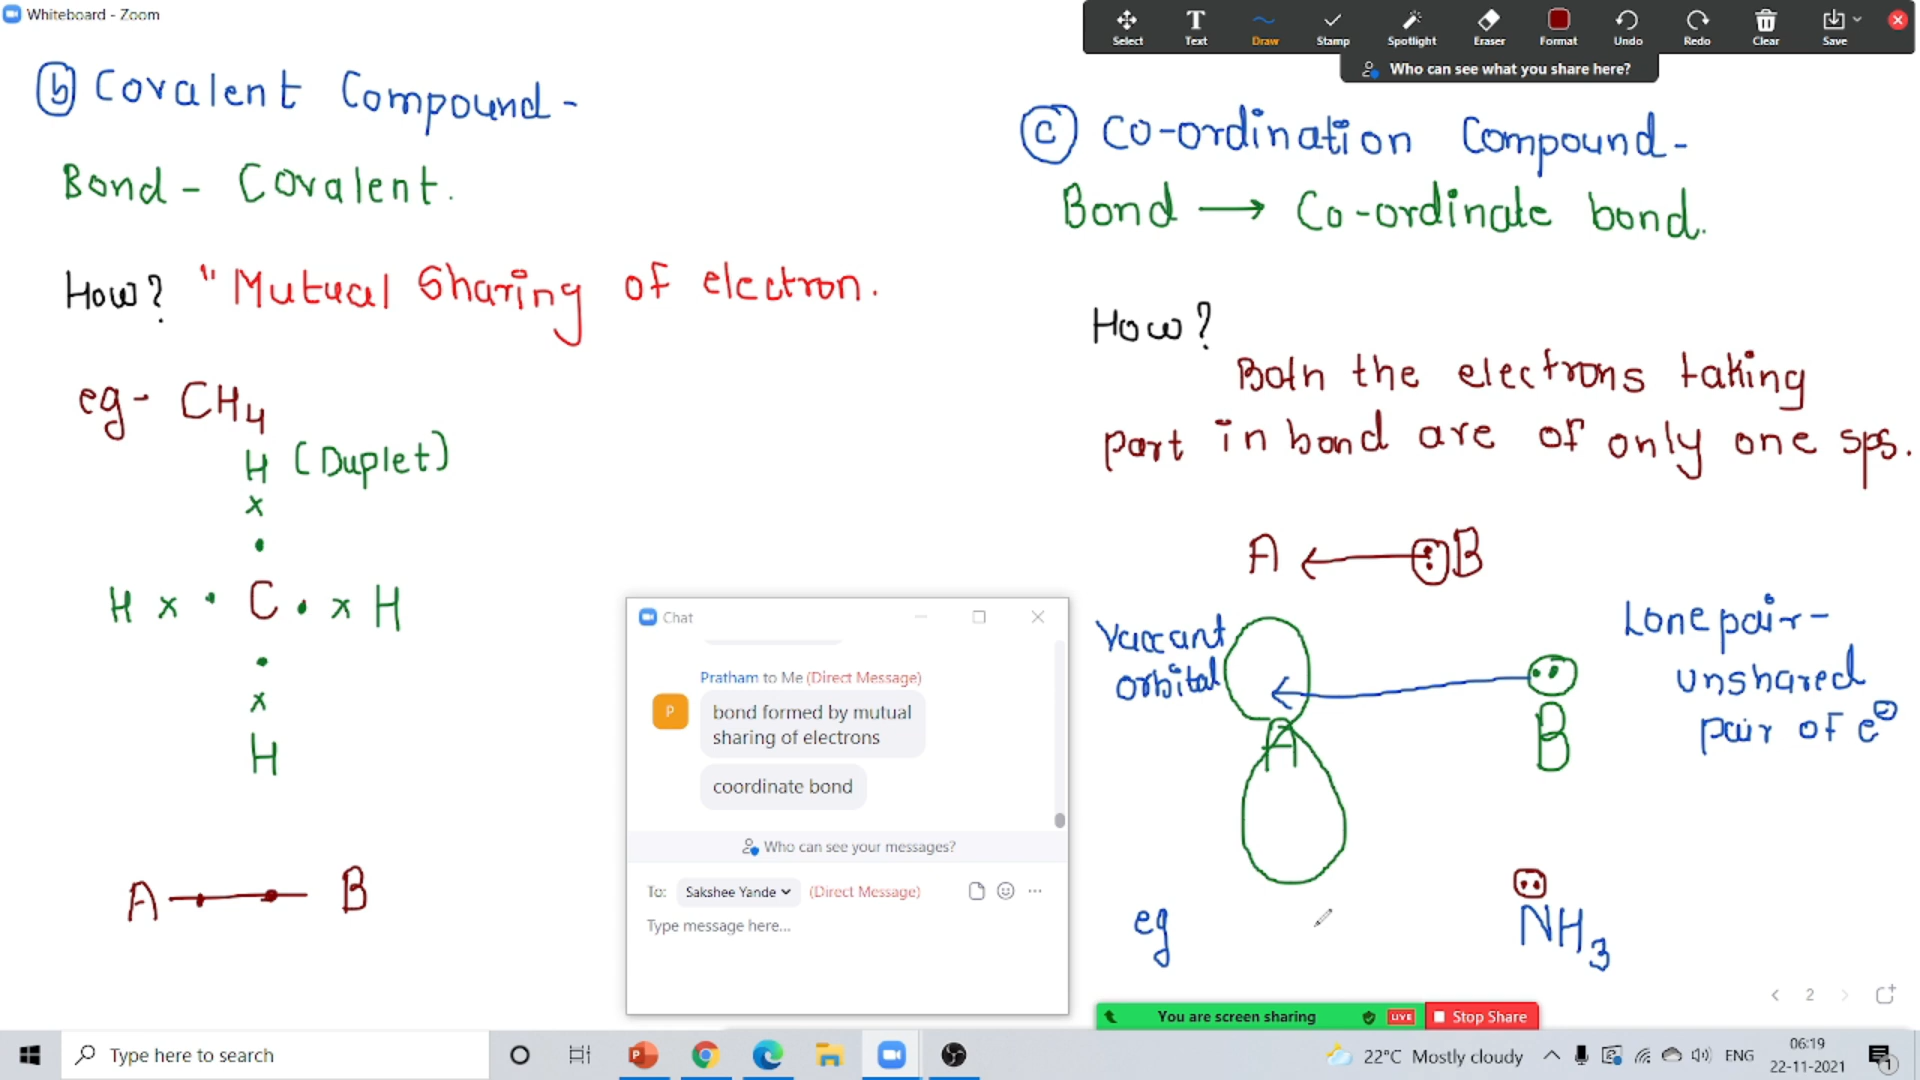 Whiteboard - Zoom
Select Text Draw Stamp Spotlight Eraser Format Undo Redo Clear Save
Who can see what you share here?
b Covalent Compound -
Bond - Covalent.
How? "Mutual Sharing of electron.
eg - CH4
H (Duplet)
x
•
H x • C • x H
•
x
H
A B
c Co-ordination Compound -
Bond → Co-ordinate bond.
How?
Both the electrons taking
part in bond are of only one sps.
A ← : B
Vaccant
orbital
A
B
Lone pair -
unshared
pair of e⊖
eg
NH3
Chat
Pratham to Me (Direct Message)
P
bond formed by mutual
sharing of electrons
coordinate bond
Who can see your messages?
To: Sakshee Yande (Direct Message)
Type message here...
2
You are screen sharing LIVE Stop Share
Type here to search
22°C Mostly cloudy ENG
06:19
22-11-2021
1